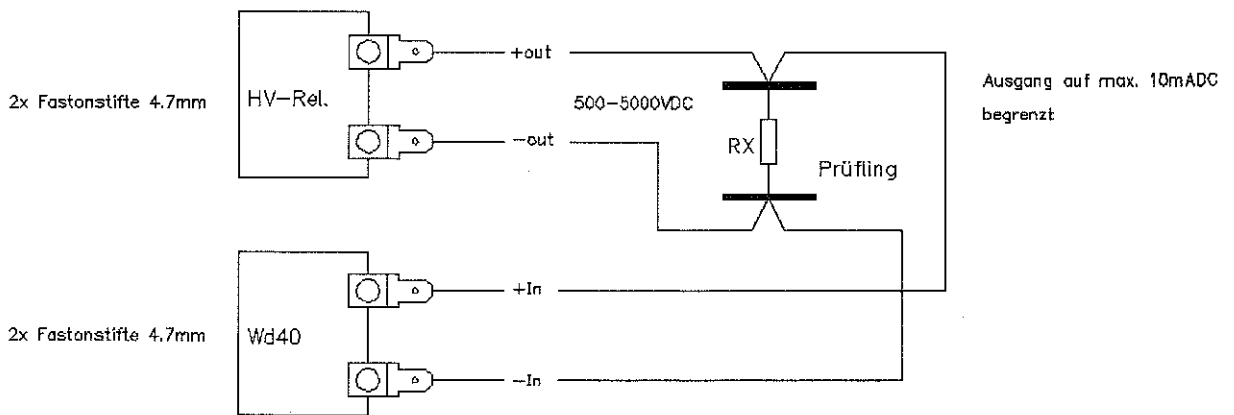 +out
2x Fastonstifte 4.7mm
HV-Rel.
500-5000VDC
Ausgang auf max. 10mADC
begrenzt
-out
RX
Prüfling
+In
2x Fastonstifte 4.7mm
Wd40
-In